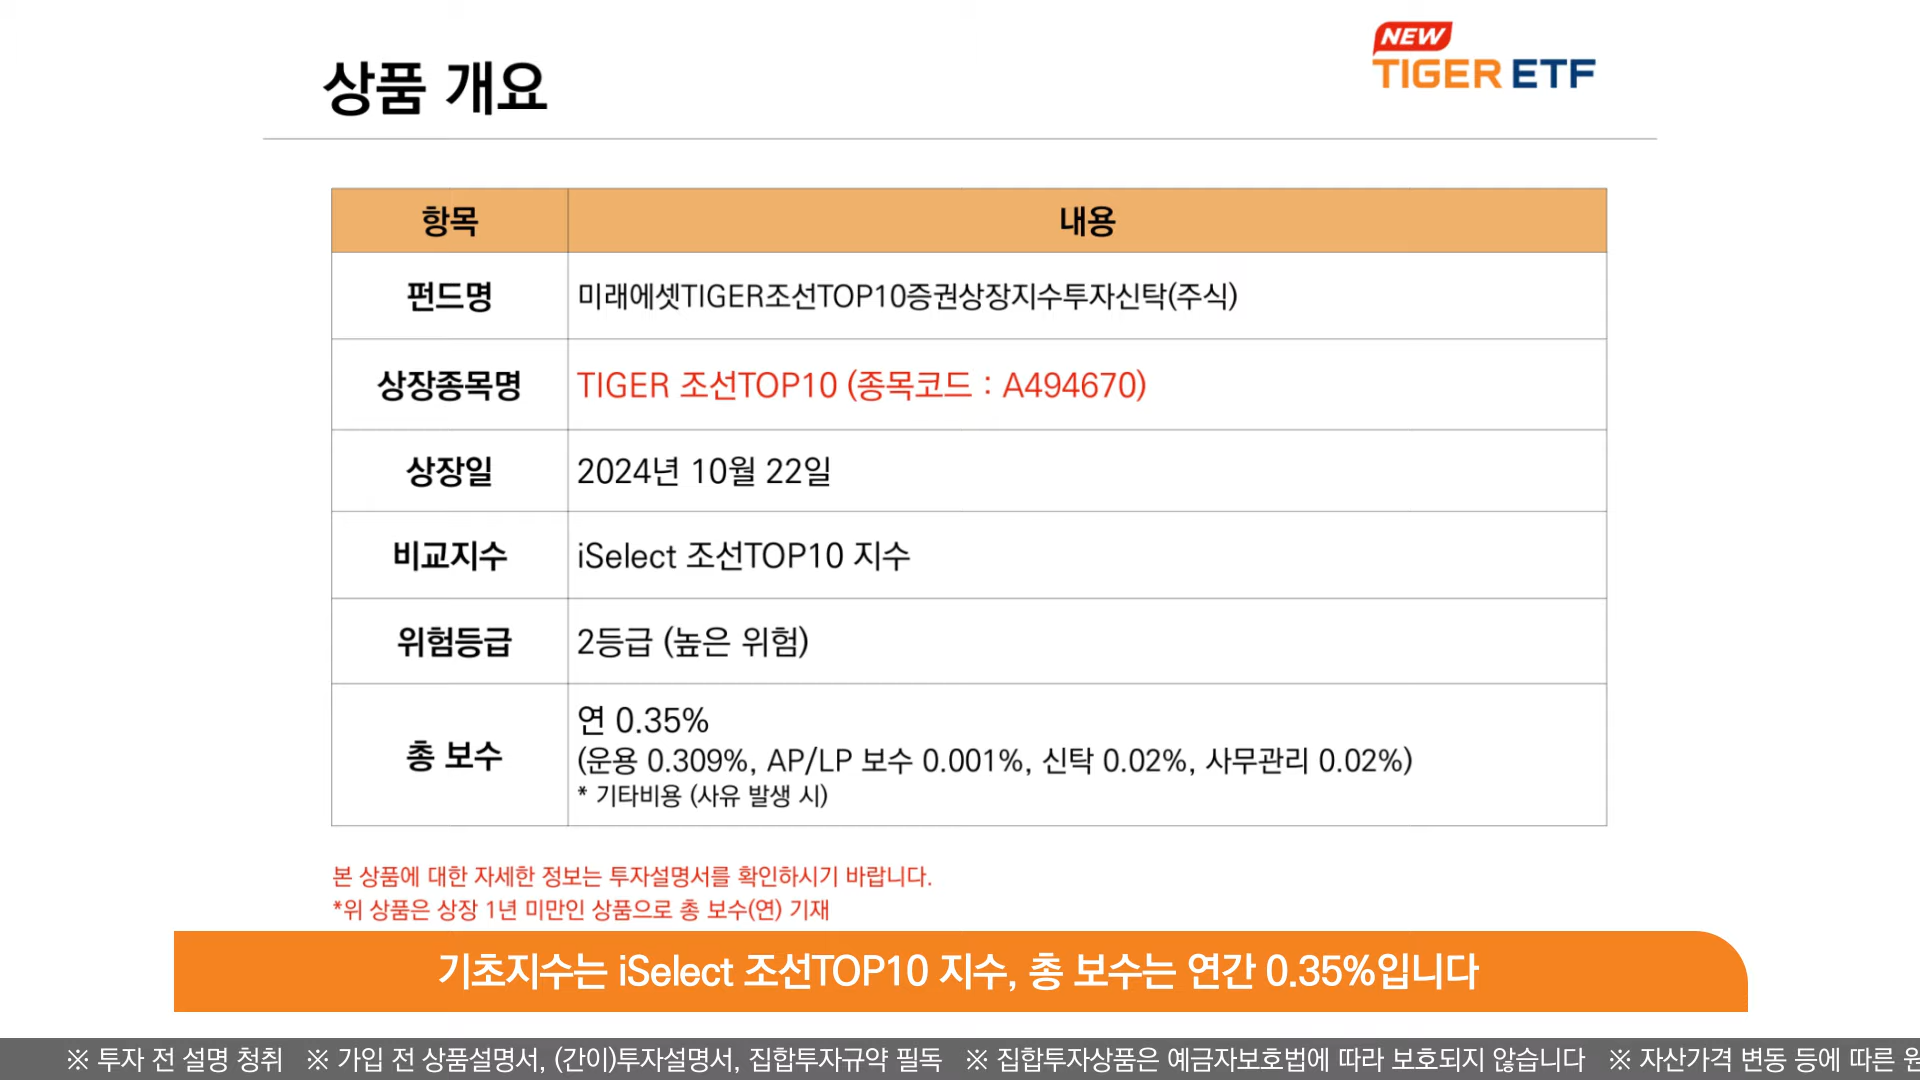 상품 개요
NEW
TIGER ETF
항목 내용
펀드명 미래에셋TIGER조선TOP10증권상장지수투자신탁(주식)
상장종목명 TIGER 조선TOP10 (종목코드 : A494670)
상장일 2024년 10월 22일
비교지수 iSelect 조선TOP10 지수
위험등급 2등급 (높은 위험)
총 보수 연 0.35%
(운용 0.309%, AP/LP 보수 0.001%, 신탁 0.02%, 사무관리 0.02%)
* 기타비용 (사유 발생 시)
본 상품에 대한 자세한 정보는 투자설명서를 확인하시기 바랍니다.
*위 상품은 상장 1년 미만인 상품으로 총 보수(연) 기재
기초지수는 iSelect 조선TOP10 지수, 총 보수는 연간 0.35%입니다
※ 투자 전 설명 청취 ※ 가입 전 상품설명서, (간이)투자설명서, 집합투자규약 필독 ※ 집합투자상품은 예금자보호법에 따라 보호되지 않습니다 ※ 자산가격 변동 등에 따른